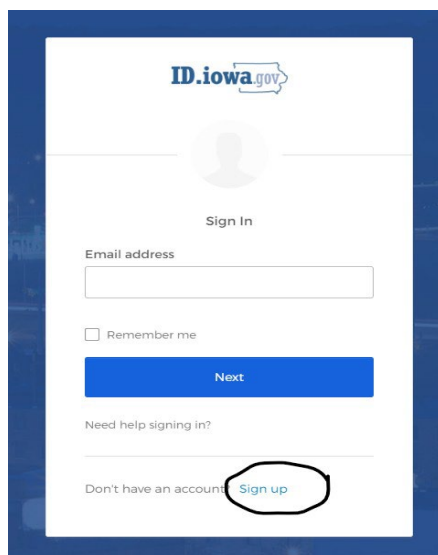 ID.iowa.gov
Sign In
Email address
Remember me
Next
Need help signing in?
Don't have an account? Sign up